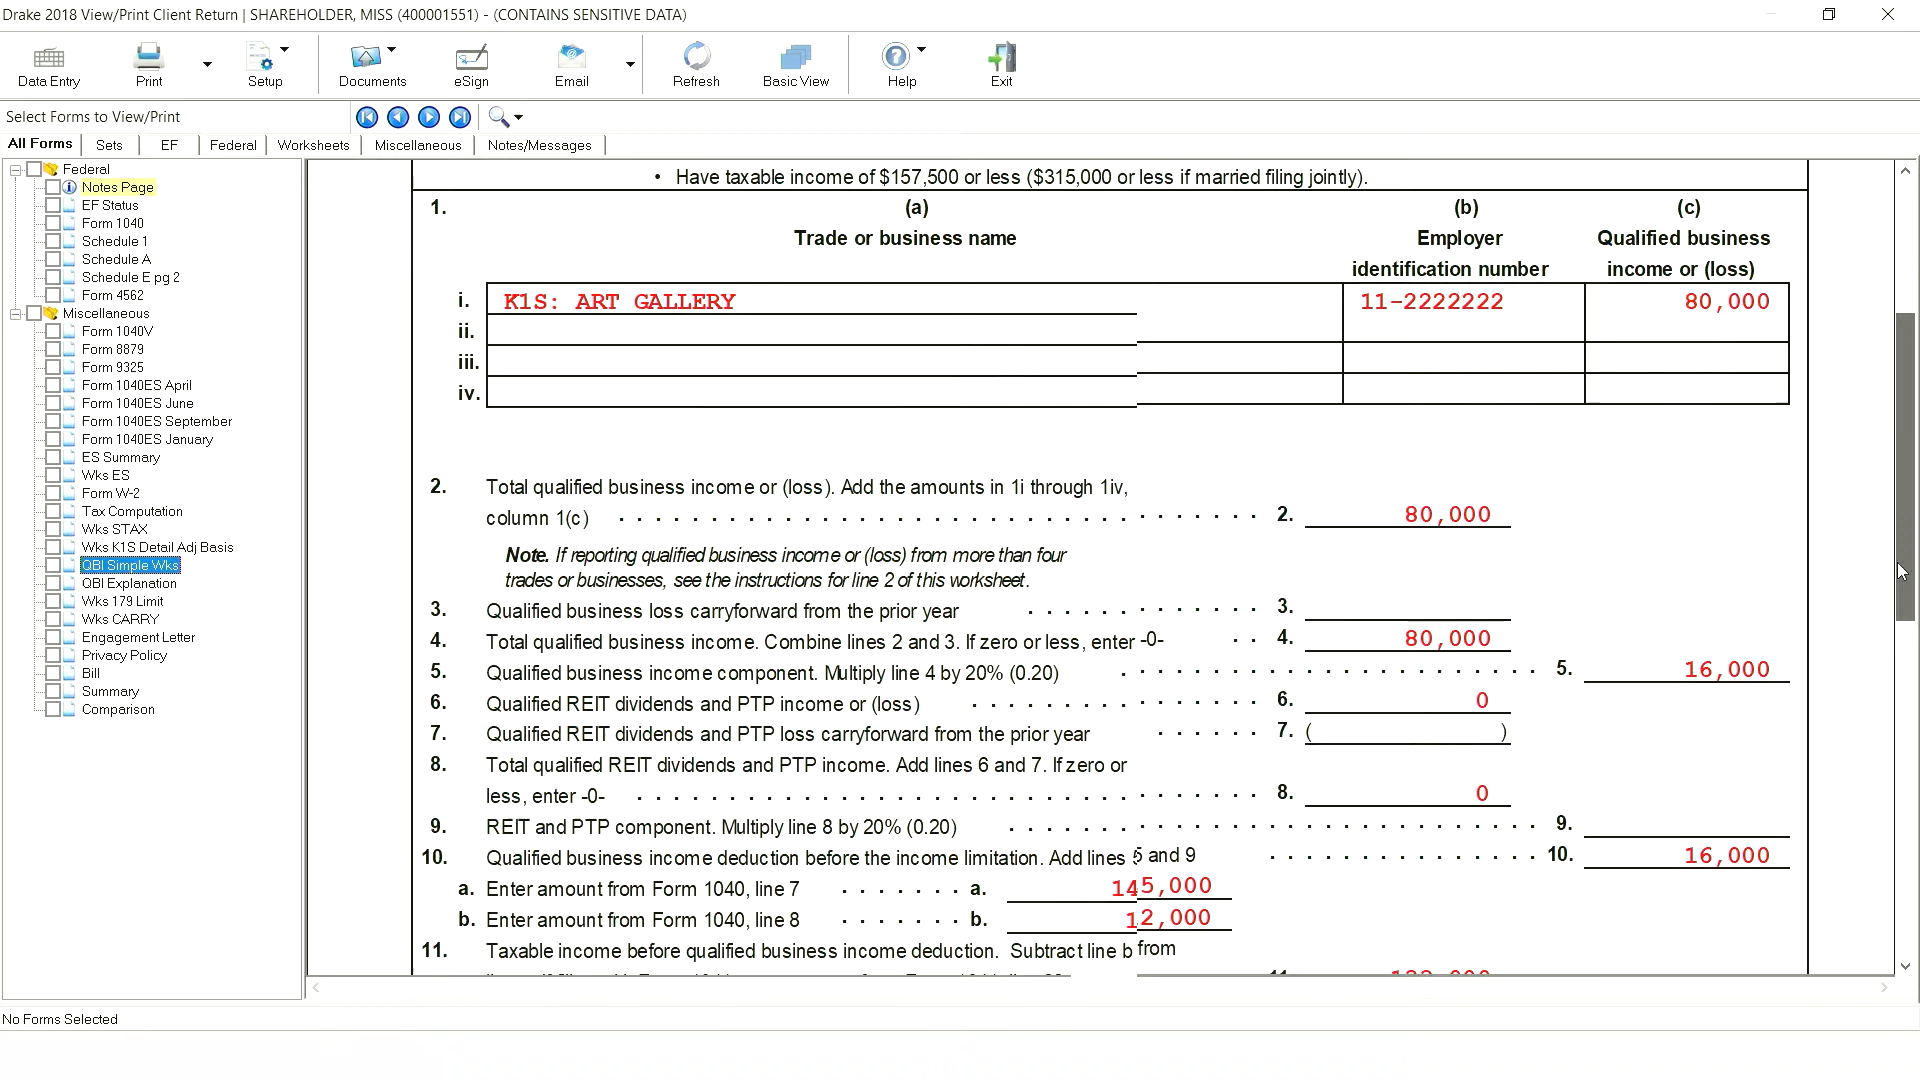 Drake 2018 View/Print Client Return | SHAREHOLDER, MISS (400001551) - (CONTAINS SENSITIVE DATA)
Data Entry Print Setup Documents eSign Email Refresh Basic View Help Exit
Select Forms to View/Print
All Forms Sets EF Federal Worksheets Miscellaneous Notes/Messages
Federal
Notes Page
EF Status
Form 1040
Schedule 1
Schedule A
Schedule E pg 2
Form 4562
Miscellaneous
Form 1040V
Form 8879
Form 9325
Form 1040ES April
Form 1040ES June
Form 1040ES September
Form 1040ES January
ES Summary
Wks ES
Form W-2
Tax Computation
Wks STAX
Wks K1S Detail Adj Basis
QBI Simple Wks
QBI Explanation
Wks 179 Limit
Wks CARRY
Engagement Letter
Privacy Policy
Bill
Summary
Comparison
• Have taxable income of $157,500 or less ($315,000 or less if married filing jointly).
1. (a) (b) (c)
Trade or business name Employer Qualified business
identification number income or (loss)
i. K1S: ART GALLERY 11-2222222 80,000
ii.
iii.
iv.
2. Total qualified business income or (loss). Add the amounts in 1i through 1iv,
column 1(c) . . . . . . . . . . . . . . . . . . . . . . . . . . . . . . . . . . . 2. 80,000
Note. If reporting qualified business income or (loss) from more than four
trades or businesses, see the instructions for line 2 of this worksheet.
3. Qualified business loss carryforward from the prior year . . . . . . . . . . . . . 3.
4. Total qualified business income. Combine lines 2 and 3. If zero or less, enter -0- . . 4. 80,000
5. Qualified business income component. Multiply line 4 by 20% (0.20) . . . . . . . . . . . . . . . . . . . . . . . 5. 16,000
6. Qualified REIT dividends and PTP income or (loss) . . . . . . . . . . . . . . . . 6. 0
7. Qualified REIT dividends and PTP loss carryforward from the prior year . . . . . . 7. ( )
8. Total qualified REIT dividends and PTP income. Add lines 6 and 7. If zero or
less, enter -0- . . . . . . . . . . . . . . . . . . . . . . . . . . . . . . . . . . 8. 0
9. REIT and PTP component. Multiply line 8 by 20% (0.20) . . . . . . . . . . . . . . . . . . . . . . . . . . . . . 9.
10. Qualified business income deduction before the income limitation. Add lines 5 and 9 . . . . . . . . . . . . . . . 10. 16,000
a. Enter amount from Form 1040, line 7 . . . . . . . a. 145,000
b. Enter amount from Form 1040, line 8 . . . . . . . b. 12,000
11. Taxable income before qualified business income deduction. Subtract line b from
No Forms Selected